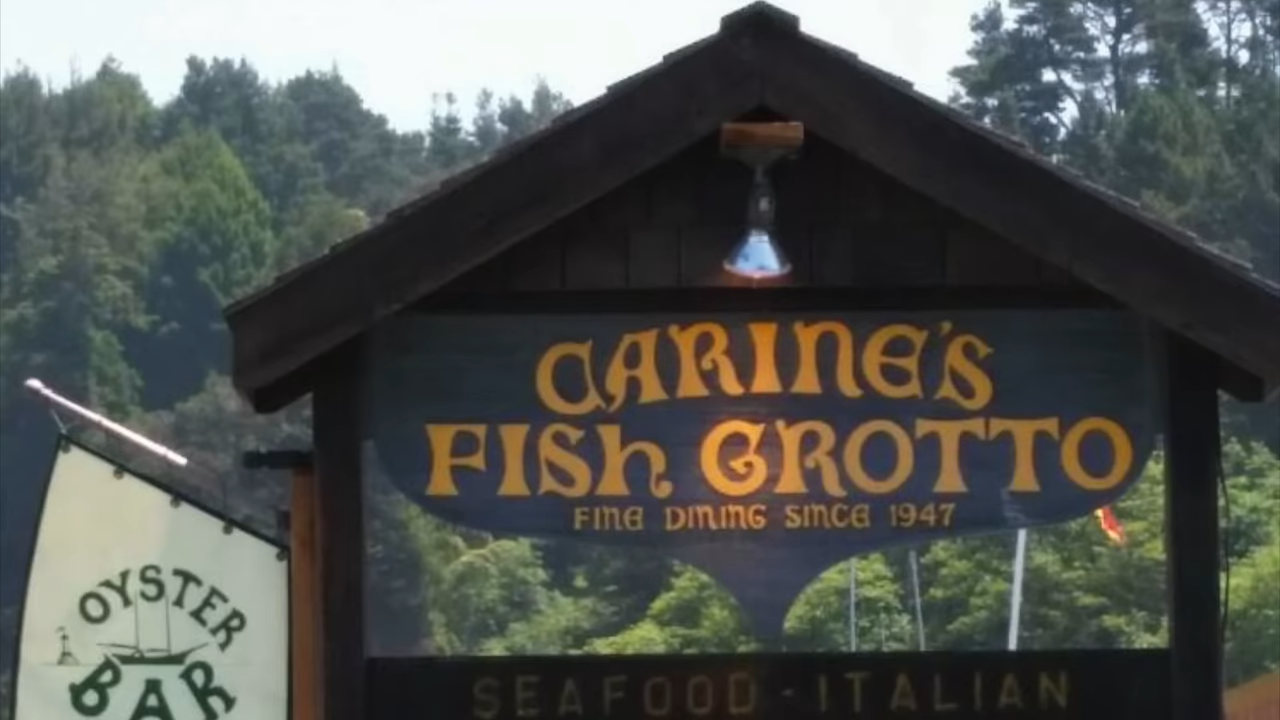 CARINE'S
FISH GROTTO
FINE DINING SINCE 1947
SEAFOOD - ITALIAN
OYSTER
BAR